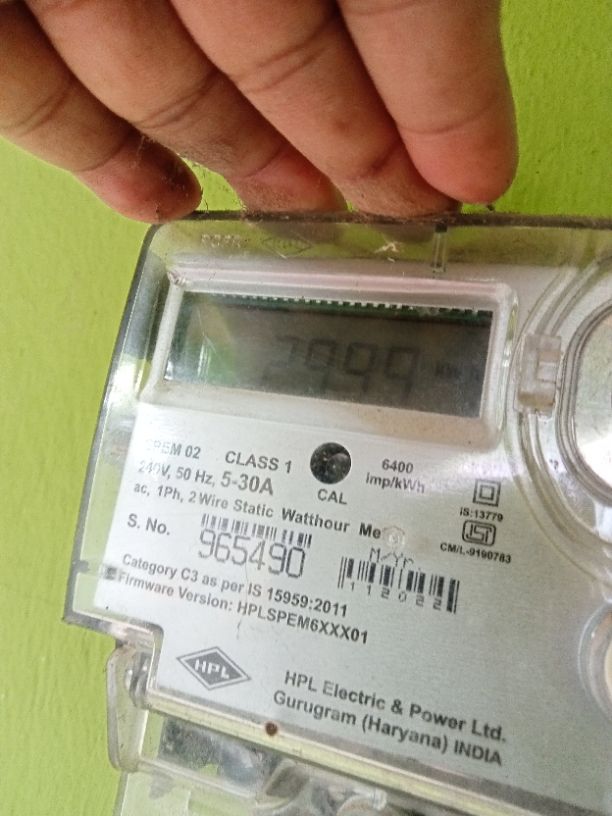 2999
SPEM 02 CLASS 1 6400
imp/kWh
240V, 50 Hz, 5-30A
CAL
ac, 1Ph, 2 Wire Static Watthour
IS:13779
S. No. 965490
M/Yr.
112022
CM/L-9190783
Category C3 as per IS 15959:2011
Firmware Version: HPLSPEM6XXX01
HPL
HPL Electric & Power Ltd.
Gurugram (Haryana) INDIA